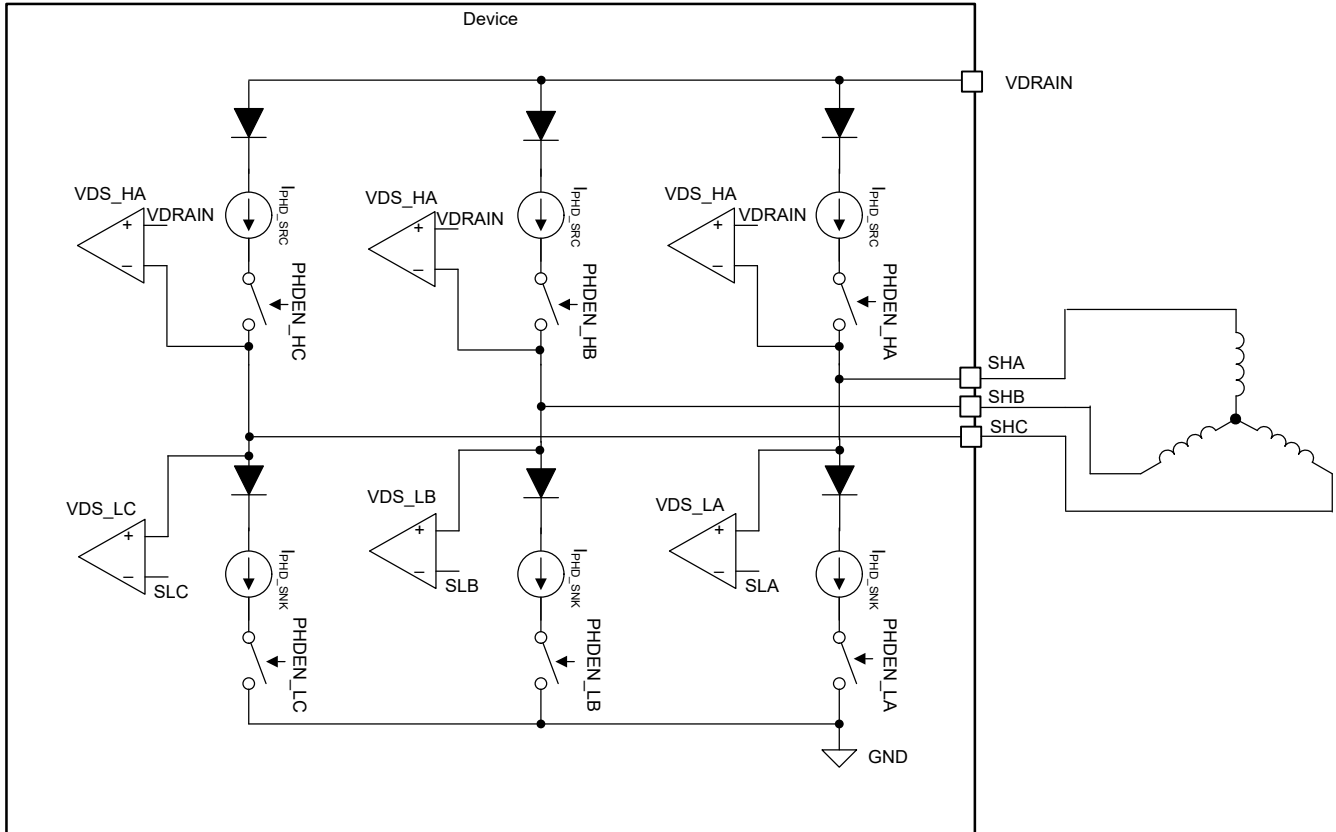 Device
VDRAIN
VDS_HA
VDRAIN
IPHD_SRC
PHDEN_HC
VDS_HA
VDRAIN
IPHD_SRC
PHDEN_HB
VDS_HA
VDRAIN
IPHD_SRC
PHDEN_HA
SHA
SHB
SHC
VDS_LC
SLC
IPHD_SNK
PHDEN_LC
VDS_LB
SLB
IPHD_SNK
PHDEN_LB
VDS_LA
SLA
IPHD_SNK
PHDEN_LA
GND